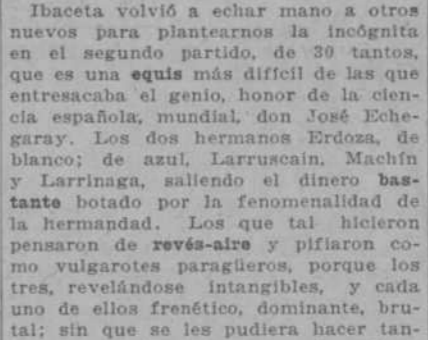 Ibaceta volvió a echar mano a otros
nuevos para plantearnos la incógnita
en el segundo partido, de 30 tantos,
que es una equis más difícil de las que
entresacaba el genio, honor de la cien-
cia española, mundial, don José Eche-
garay. Los dos hermanos Erdoza, de
blanco; de azul, Larruscain, Machín
y Larrinaga, saliendo el dinero bas-
tante botado por la fenomenalidad de
la hermandad. Los que tal hicieron
pensaron de revés-aire y pifiaron co-
mo vulgarotes paragüeros, porque los
tres, revelándose intangibles, y cada
uno de ellos frenético, dominante, bru-
tal; sin que se les pudiera hacer tan-